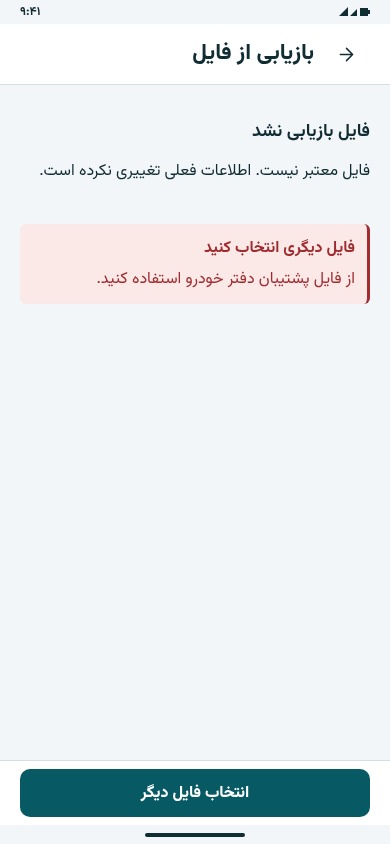 ۹:۴۱
بازیابی از فایل
فایل بازیابی نشد
فایل معتبر نیست. اطلاعات فعلی تغییری نکرده است.
فایل دیگری انتخاب کنید
از فایل پشتیبان دفتر خودرو استفاده کنید.
انتخاب فایل دیگر